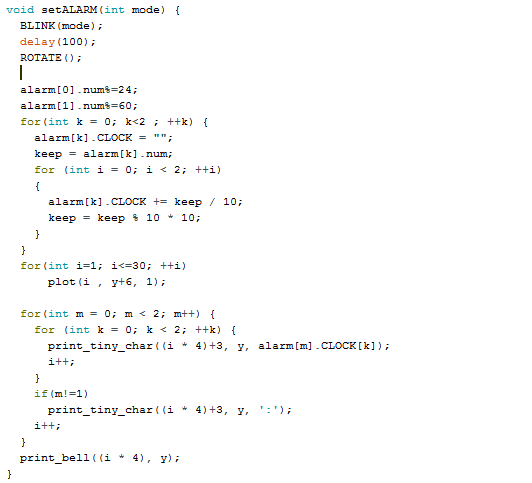 void setALARM(int mode) {
  BLINK(mode);
  delay(100);
  ROTATE();
  alarm[0].num%=24;
  alarm[1].num%=60;
  for(int k = 0; k<2 ; ++k) {
    alarm[k].CLOCK = "";
    keep = alarm[k].num;
    for (int i = 0; i < 2; ++i)
    {
      alarm[k].CLOCK += keep / 10;
      keep = keep % 10 * 10;
    }
  }
  for(int i=1; i<=30; ++i)
      plot(i , y+6, 1);
  for(int m = 0; m < 2; m++) {
    for (int k = 0; k < 2; ++k) {
      print_tiny_char((i * 4)+3, y, alarm[m].CLOCK[k]);
      i++;
    }
    if(m!=1)
      print_tiny_char((i * 4)+3, y, ':');
    i++;
  }
  print_bell((i * 4), y);
}